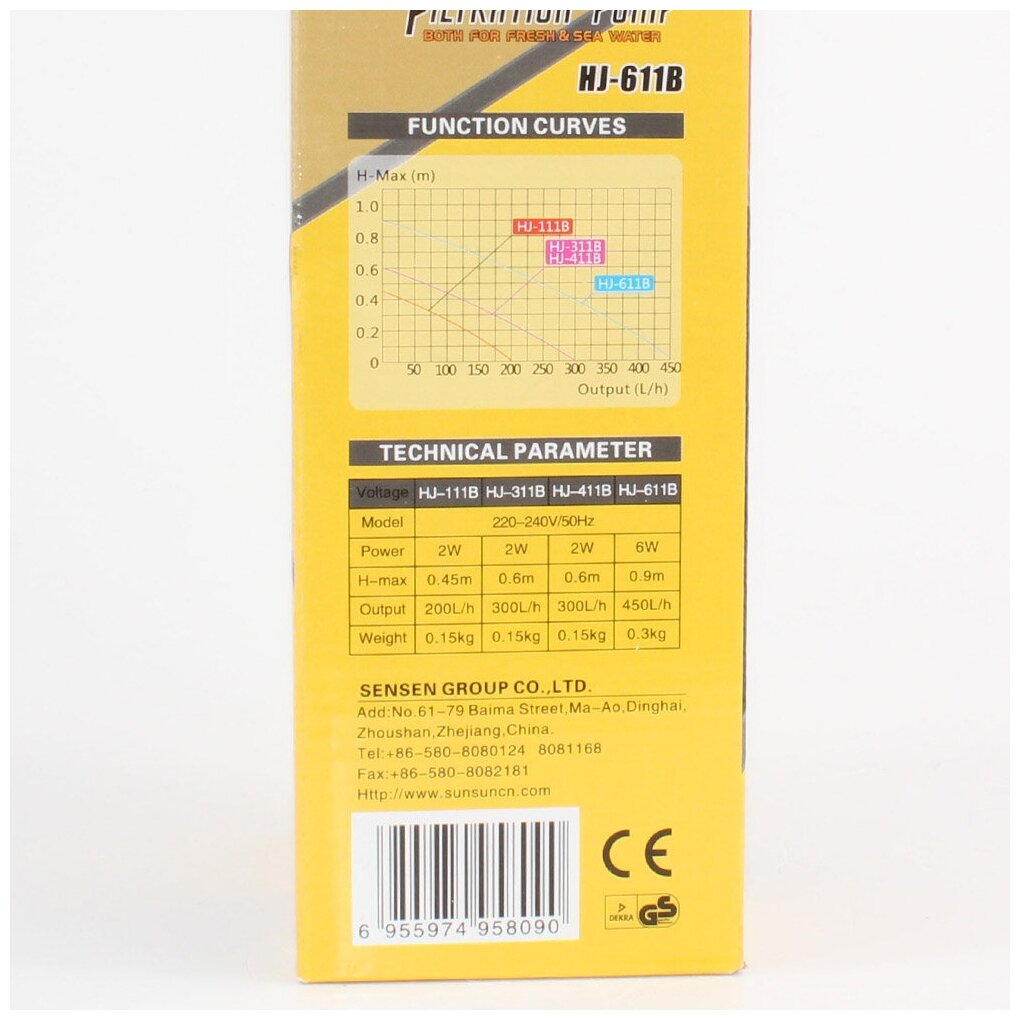 FILTRATION PUMP
BOTH FOR FRESH & SEA WATER
HJ-611B
FUNCTION CURVES
H-Max (m)
1.0
0.8
0.6
0.4
0.2
0
HJ-111B
HJ-311B
HJ-411B
HJ-611B
50 100 150 200 250 300 350 400 450
Output (L/h)
TECHNICAL PARAMETER
Voltage HJ-111B HJ-311B HJ-411B HJ-611B
Model 220-240V/50Hz
Power 2W 2W 2W 6W
H-max 0.45m 0.6m 0.6m 0.9m
Output 200L/h 300L/h 300L/h 450L/h
Weight 0.15kg 0.15kg 0.15kg 0.3kg
SENSEN GROUP CO.,LTD.
Add:No.61-79 Baima Street,Ma-Ao,Dinghai,
Zhoushan,Zhejiang,China.
Tel:+86-580-8080124 8081168
Fax:+86-580-8082181
Http://www.sunsuncn.com
CE
DEKRA GS
6 955974 958090